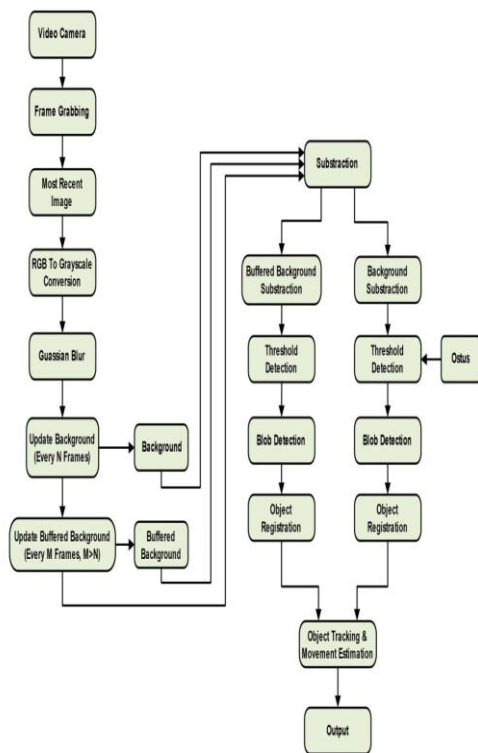 Video Camera
Frame Grabbing
Most Recent
Image
RGB To Grayscale
Conversion
Guassian Blur
Update Background
(Every N Frames)
Background
Update Buffered Background
(Every M Frames, M>N)
Buffered
Background
Substraction
Buffered Background
Substraction
Background
Substraction
Threshold
Detection
Threshold
Detection
Ostus
Blob Detection
Blob Detection
Object
Registration
Object
Registration
Object Tracking &
Movement Estimation
Output